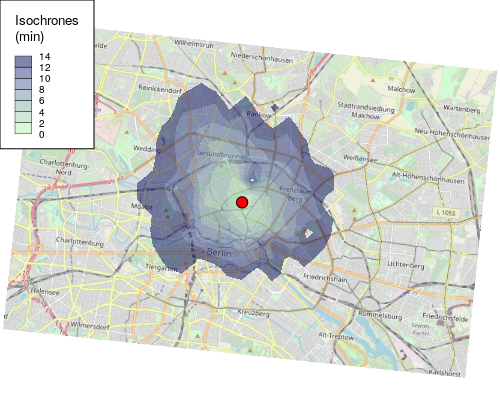 Isochrones
(min)
14
12
10
8
6
4
2
0
Wilhelmsruh
Niederschönhausen
Reinickendorf
Malchow
Pankow
Stadtrandsiedlung
Malchow
Wartenberg
Neu-Hohenschönhausen
Wedding
Gesundbrunnen
Weißensee
Charlottenburg-
Nord
Alt-Hohenschönhausen
Prenzlauer
Berg
Moabit
L 1055
Charlottenburg
Berlin
Tiergarten
Lichtenberg
Friedrichshain
Halensee
Kreuzberg
Rummelsburg
Friedrichsfelde
Wilmersdorf
Alt-Treptow
Karlshorst